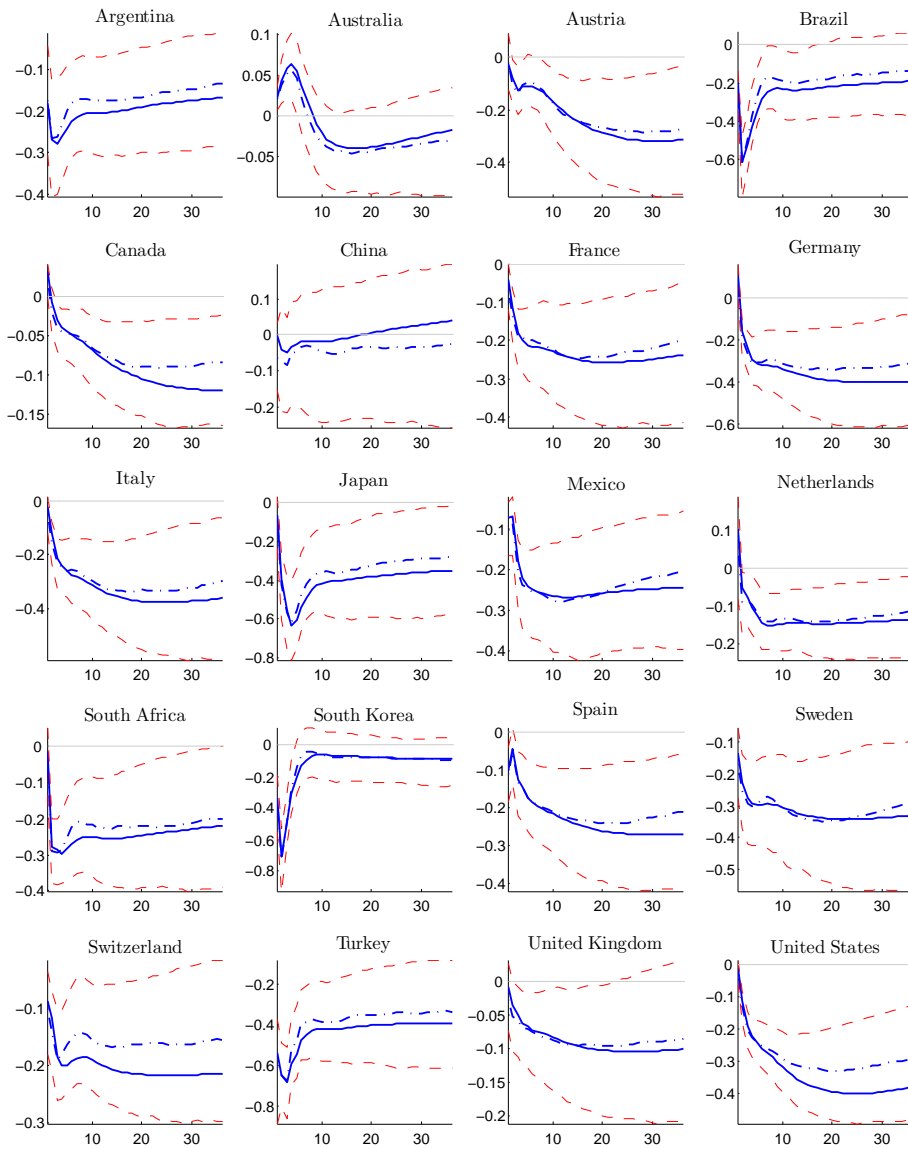 Argentina Australia Austria Brazil
−0.1 −0.2 −0.3 −0.4 10 20 30
0.1 0.05 0 −0.05 10 20 30
0 −0.2 −0.4 10 20 30
0 −0.2 −0.4 −0.6 10 20 30
Canada China France Germany
0 −0.05 −0.1 −0.15 10 20 30
0.1 0 −0.1 −0.2 10 20 30
0 −0.1 −0.2 −0.3 −0.4 10 20 30
0 −0.2 −0.4 −0.6 10 20 30
Italy Japan Mexico Netherlands
0 −0.2 −0.4 10 20 30
0 −0.2 −0.4 −0.6 −0.8 10 20 30
−0.1 −0.2 −0.3 −0.4 10 20 30
0.1 0 −0.1 −0.2 10 20 30
South Africa South Korea Spain Sweden
0 −0.2 −0.3 −0.4 10 20 30
0 −0.2 −0.4 −0.6 −0.8 10 20 30
0 −0.1 −0.2 −0.3 −0.4 10 20 30
−0.1 −0.2 −0.3 −0.4 −0.5 10 20 30
Switzerland Turkey United Kingdom United States
−0.1 −0.2 −0.3 10 20 30
−0.2 −0.4 −0.6 −0.8 10 20 30
0 −0.05 −0.1 −0.15 −0.2 10 20 30
0 −0.1 −0.2 −0.3 −0.4 10 20 30